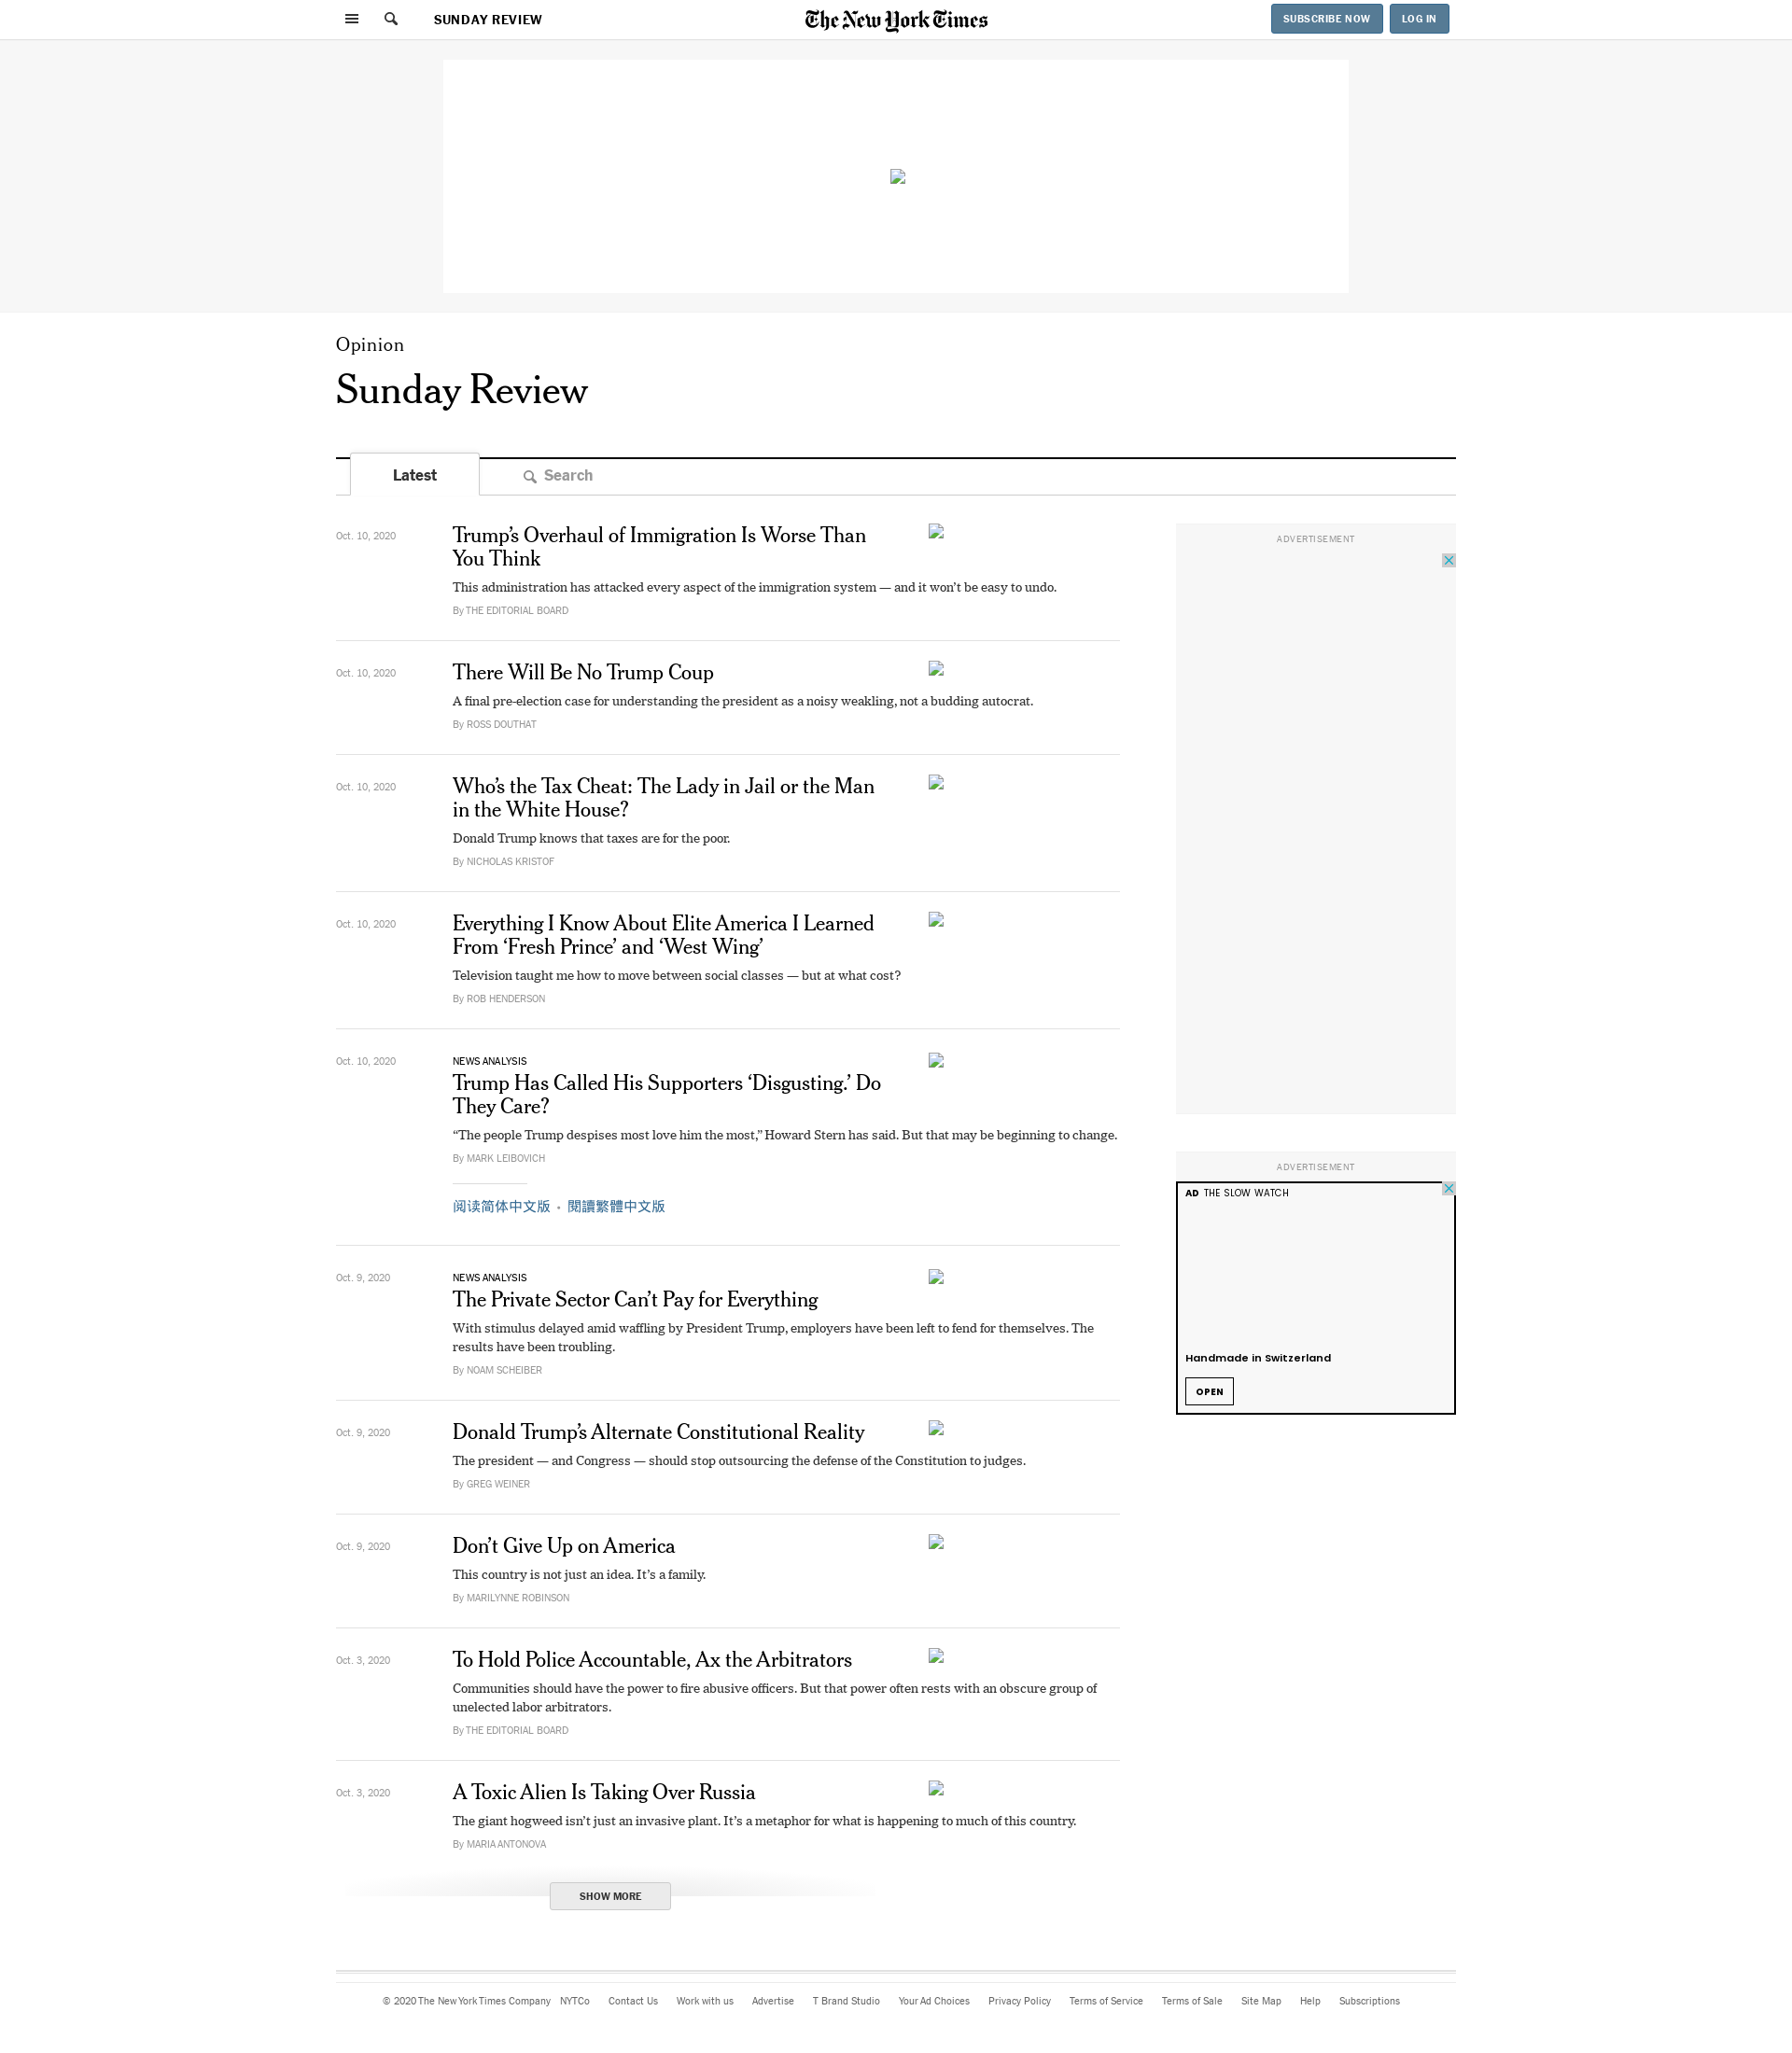 SUNDAY REVIEW
The New York Times
SUBSCRIBE NOW
LOG IN
Opinion
Sunday Review
Latest
Search
Oct. 10, 2020
Trump’s Overhaul of Immigration Is Worse Than
You Think
This administration has attacked every aspect of the immigration system — and it won’t be easy to undo.
By THE EDITORIAL BOARD
Oct. 10, 2020
There Will Be No Trump Coup
A final pre-election case for understanding the president as a noisy weakling, not a budding autocrat.
By ROSS DOUTHAT
Oct. 10, 2020
Who’s the Tax Cheat: The Lady in Jail or the Man
in the White House?
Donald Trump knows that taxes are for the poor.
By NICHOLAS KRISTOF
Oct. 10, 2020
Everything I Know About Elite America I Learned
From ‘Fresh Prince’ and ‘West Wing’
Television taught me how to move between social classes — but at what cost?
By ROB HENDERSON
Oct. 10, 2020
NEWS ANALYSIS
Trump Has Called His Supporters ‘Disgusting.’ Do
They Care?
“The people Trump despises most love him the most,” Howard Stern has said. But that may be beginning to change.
By MARK LEIBOVICH
阅读简体中文版 • 閱讀繁體中文版
Oct. 9, 2020
NEWS ANALYSIS
The Private Sector Can’t Pay for Everything
With stimulus delayed amid waffling by President Trump, employers have been left to fend for themselves. The
results have been troubling.
By NOAM SCHEIBER
Oct. 9, 2020
Donald Trump’s Alternate Constitutional Reality
The president — and Congress — should stop outsourcing the defense of the Constitution to judges.
By GREG WEINER
Oct. 9, 2020
Don’t Give Up on America
This country is not just an idea. It’s a family.
By MARILYNNE ROBINSON
Oct. 3, 2020
To Hold Police Accountable, Ax the Arbitrators
Communities should have the power to fire abusive officers. But that power often rests with an obscure group of
unelected labor arbitrators.
By THE EDITORIAL BOARD
Oct. 3, 2020
A Toxic Alien Is Taking Over Russia
The giant hogweed isn’t just an invasive plant. It’s a metaphor for what is happening to much of this country.
By MARIA ANTONOVA
SHOW MORE
ADVERTISEMENT
ADVERTISEMENT
AD THE SLOW WATCH
Handmade in Switzerland
OPEN
© 2020 The New York Times Company NYTCo Contact Us Work with us Advertise T Brand Studio Your Ad Choices Privacy Policy Terms of Service Terms of Sale Site Map Help Subscriptions